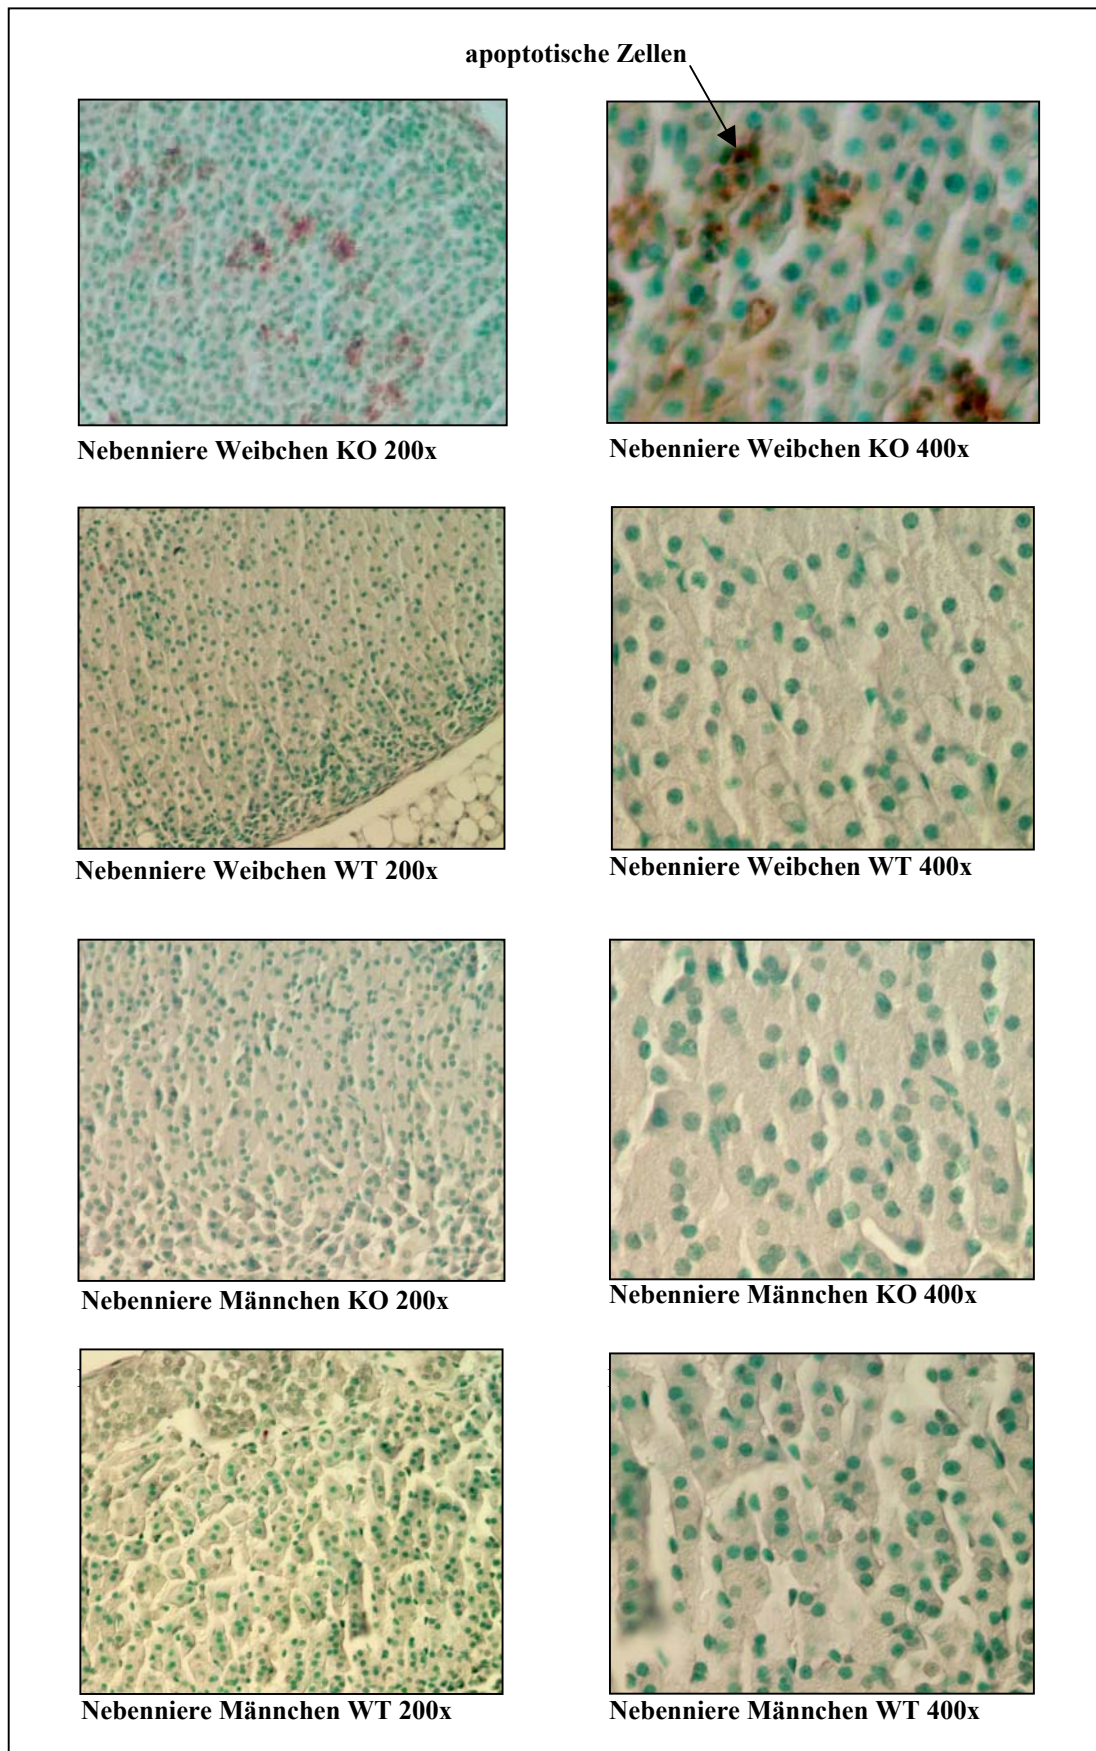 apoptotische Zellen
Nebenniere Weibchen KO 200x
Nebenniere Weibchen KO 400x
Nebenniere Weibchen WT 200x
Nebenniere Weibchen WT 400x
Nebenniere Männchen KO 200x
Nebenniere Männchen KO 400x
Nebenniere Männchen WT 200x
Nebenniere Männchen WT 400x